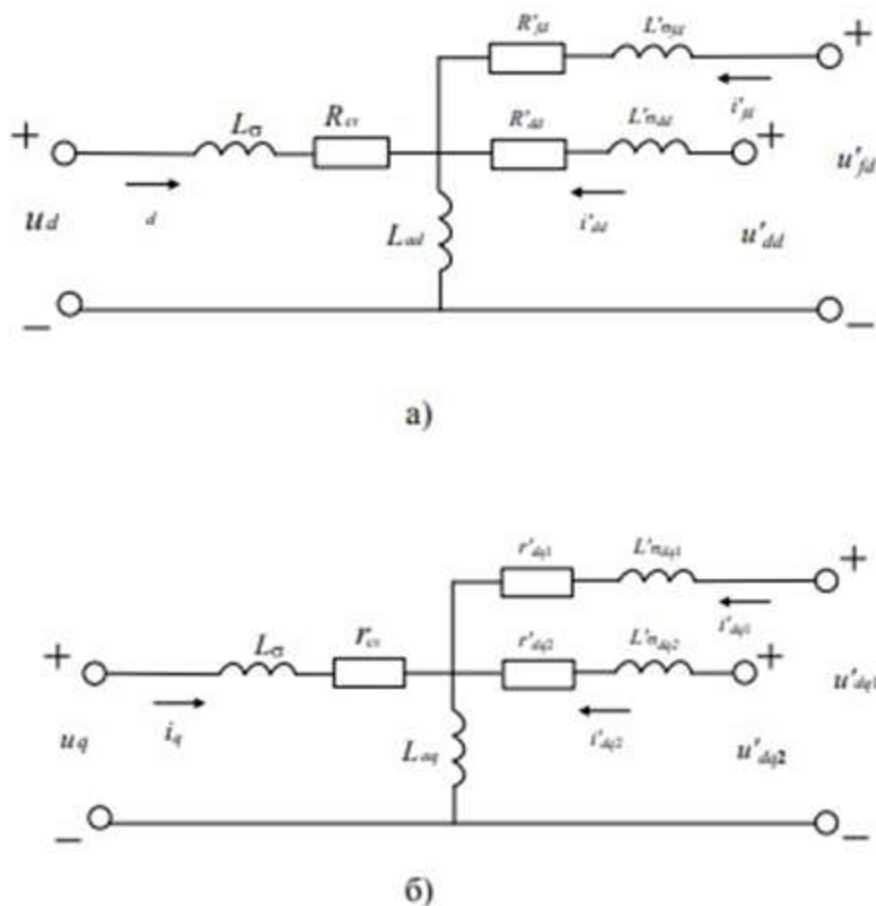 R'fd L'σfd +
i'fd
+ Lσ Rст R'dd L'σdd + u'fd
ud d Lad i'dd u'dd
– –
а)
r'dq1 L'σdq1 +
i'dq1
+ Lσ rст r'dq2 L'σdq2 + u'dq1
uq iq Laq i'dq2 u'dq2
– –
б)